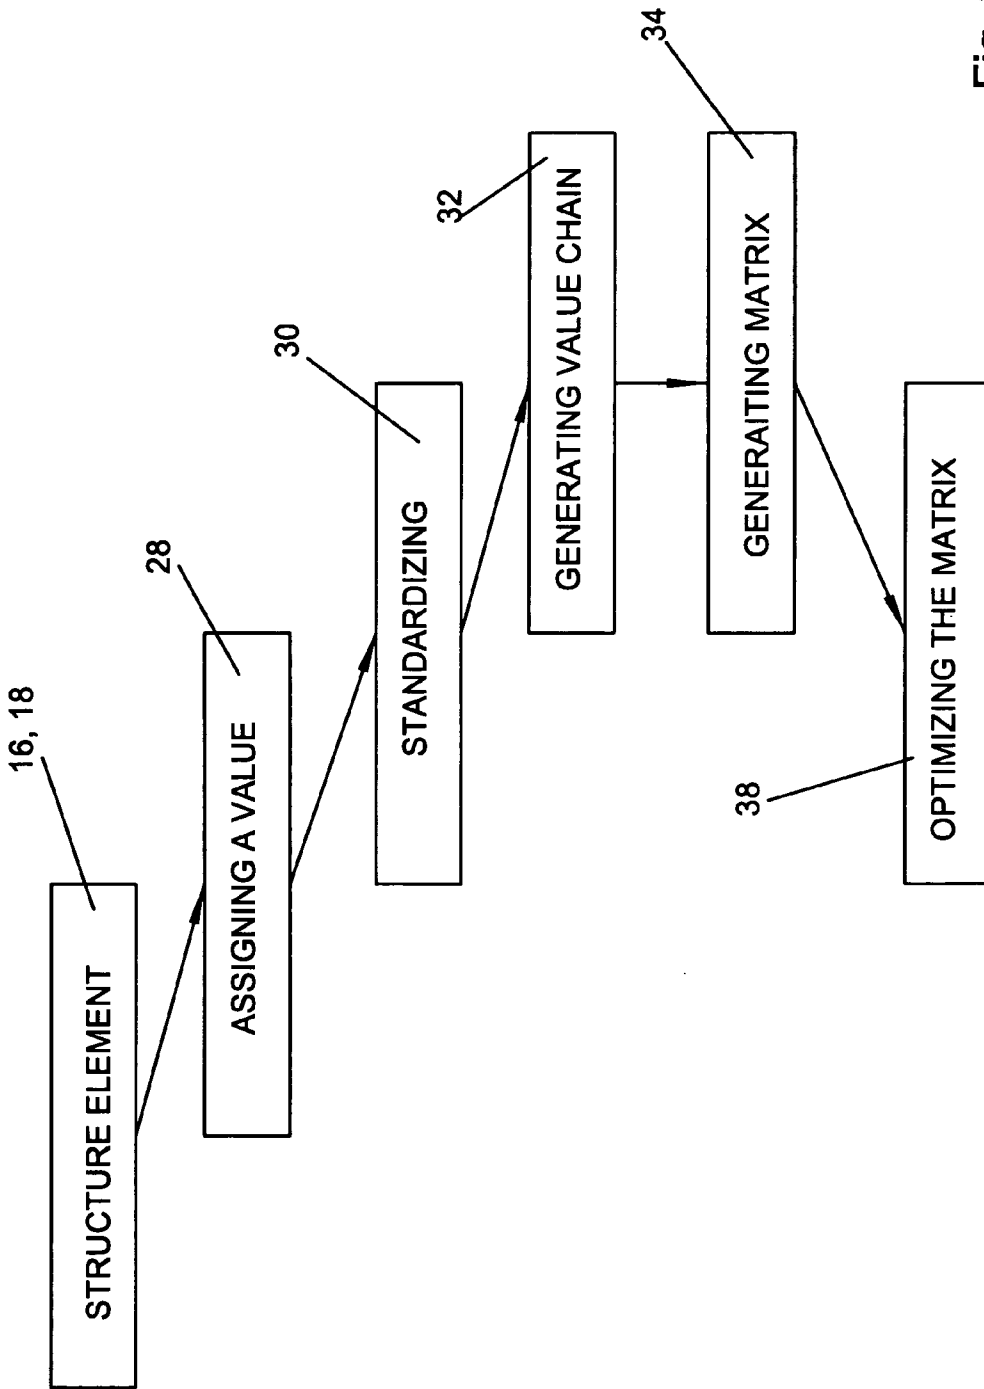 16, 18
STRUCTURE ELEMENT
28
ASSIGNING A VALUE
30
STANDARDIZING
32
GENERATING VALUE CHAIN
34
GENERAITING MATRIX
38
OPTIMIZING THE MATRIX